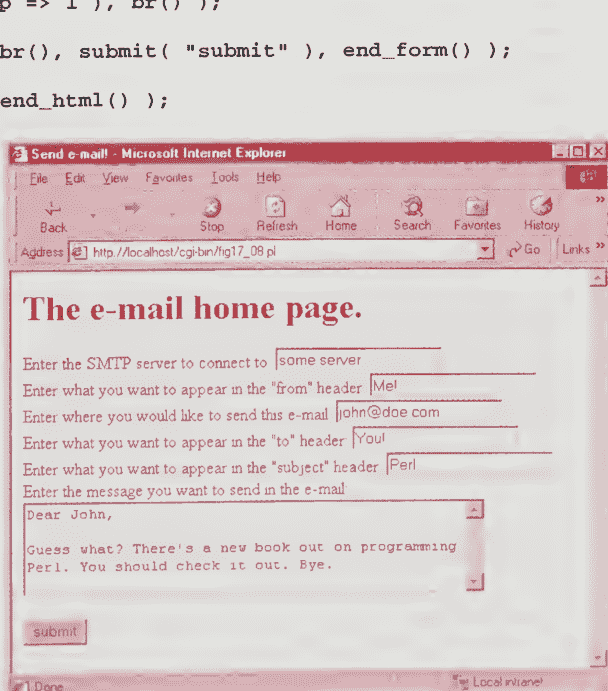 p => 1 ), br() );
br(), submit( "submit" ), end_form() );
end_html() );
Send e-mail! - Microsoft Internet Explorer
File Edit View Favorites Tools Help
Back Stop Refresh Home Search Favorites History »
Address http://localhost/cgi-bin/fig17_08.pl Go Links »
The e-mail home page.
Enter the SMTP server to connect to some server
Enter what you want to appear in the "from" header Me!
Enter where you would like to send this e-mail john@doe.com
Enter what you want to appear in the "to" header You!
Enter what you want to appear in the "subject" header Perl
Enter the message you want to send in the e-mail
Dear John,
Guess what? There's a new book out on programming
Perl. You should check it out. Bye.
submit
Done Local intranet